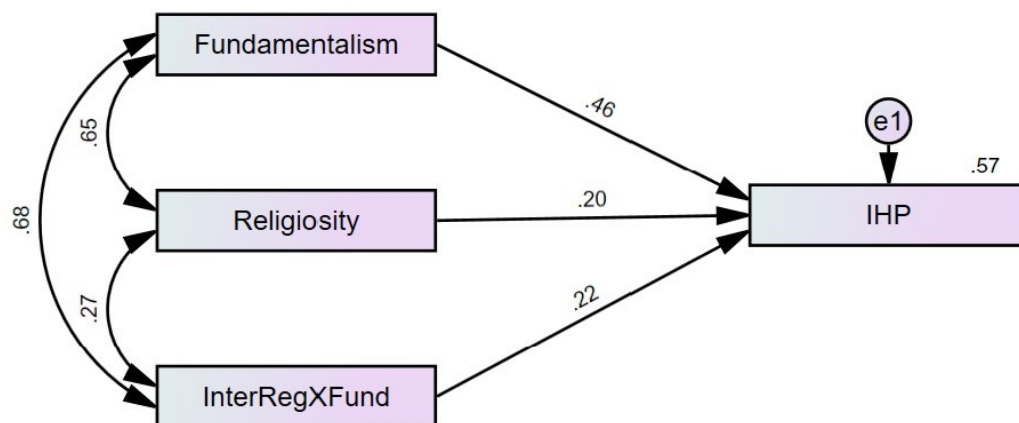 Fundamentalism
.46
e1
.65
.57
.68
Religiosity
.20
IHP
.27
.22
InterRegXFund